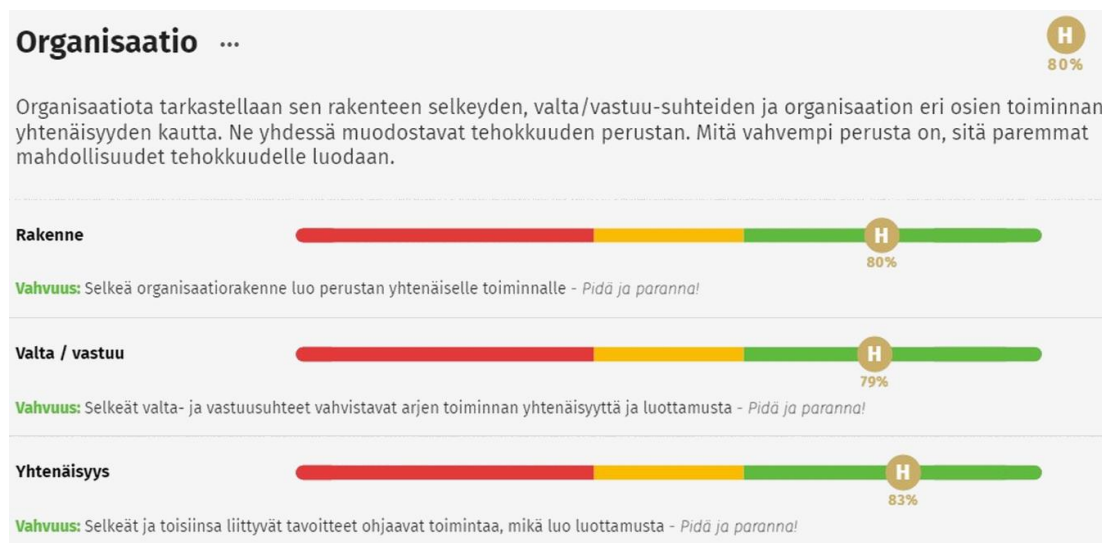 Organisaatio ...
H
80%
Organisaatiota tarkastellaan sen rakenteen selkeyden, valta/vastuu-suhteiden ja organisaation eri osien toiminnan
yhtenäisyyden kautta. Ne yhdessä muodostavat tehokkuuden perustan. Mitä vahvempi perusta on, sitä paremmat
mahdollisuudet tehokkuudelle luodaan.
Rakenne
H
80%
Vahvuus: Selkeä organisaatiorakenne luo perustan yhtenäiselle toiminnalle - Pidä ja paranna!
Valta / vastuu
H
79%
Vahvuus: Selkeät valta- ja vastuusuhteet vahvistavat arjen toiminnan yhtenäisyyttä ja luottamusta - Pidä ja paranna!
Yhtenäisyys
H
83%
Vahvuus: Selkeät ja toisiinsa liittyvät tavoitteet ohjaavat toimintaa, mikä luo luottamusta - Pidä ja paranna!